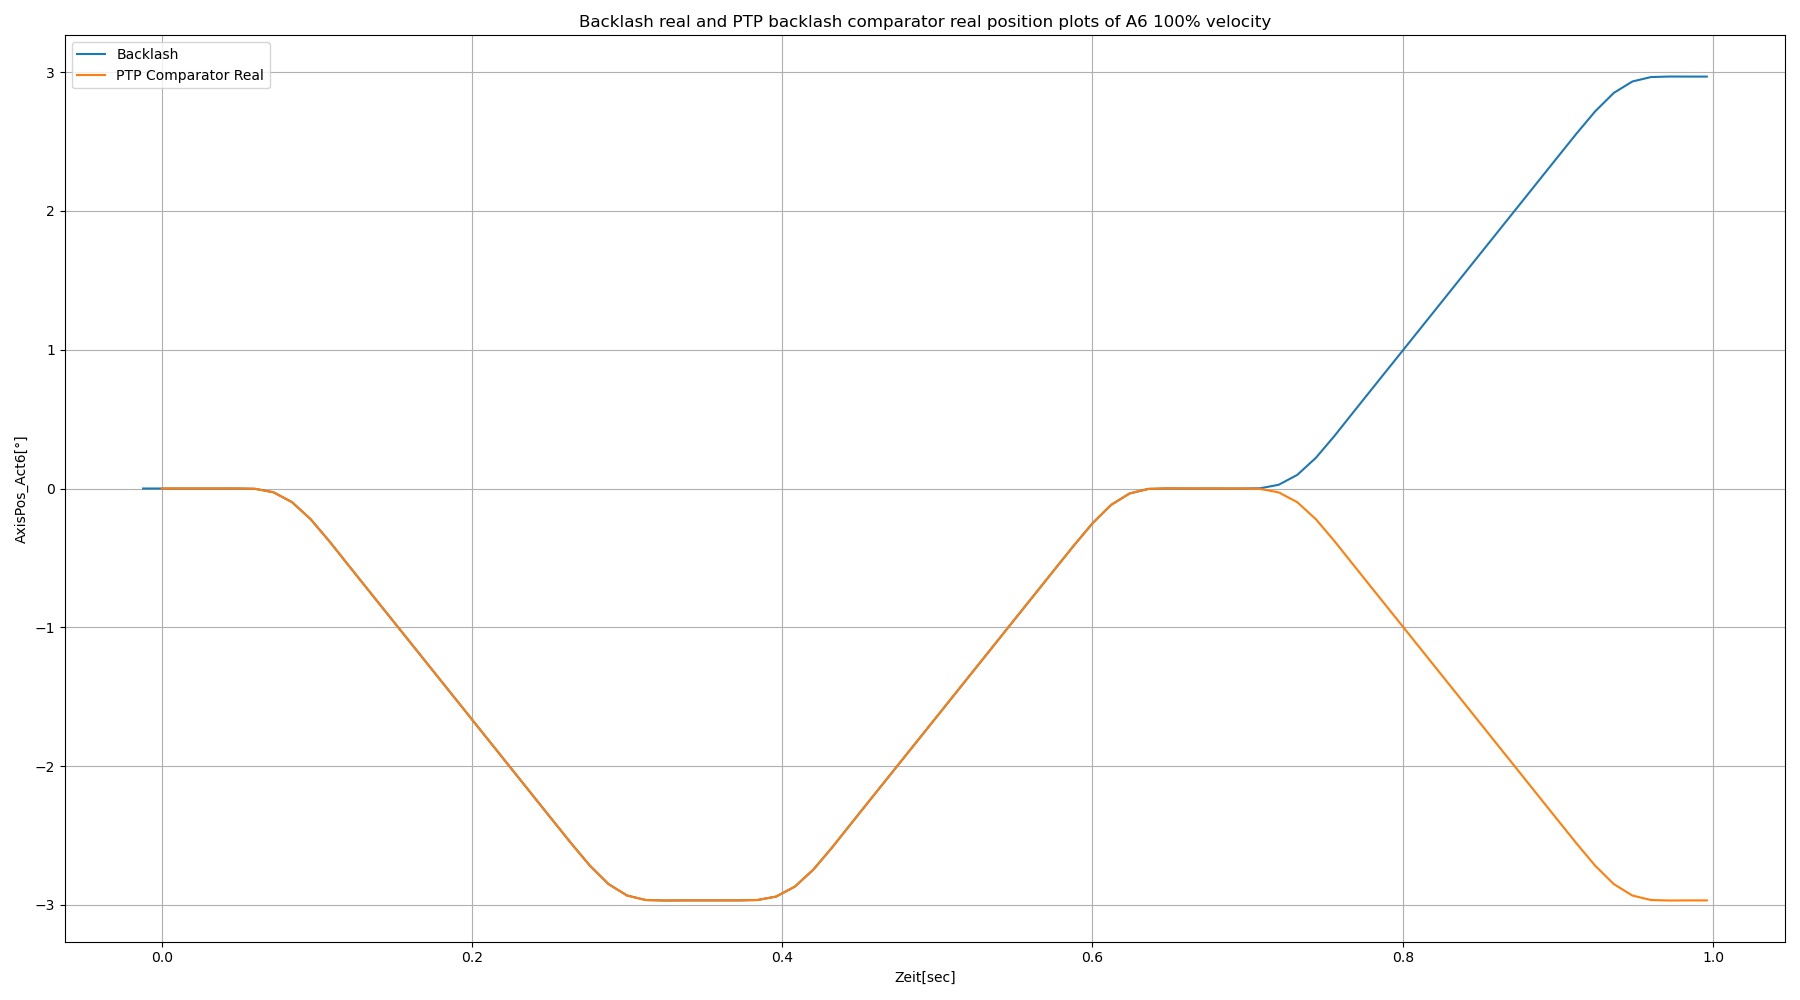 Backlash real and PTP backlash comparator real position plots of A6 100% velocity
Backlash
PTP Comparator Real
AxisPos_Act6[°]
3
2
1
0
−1
−2
−3
0.0 0.2 0.4 0.6 0.8 1.0
Zeit[sec]